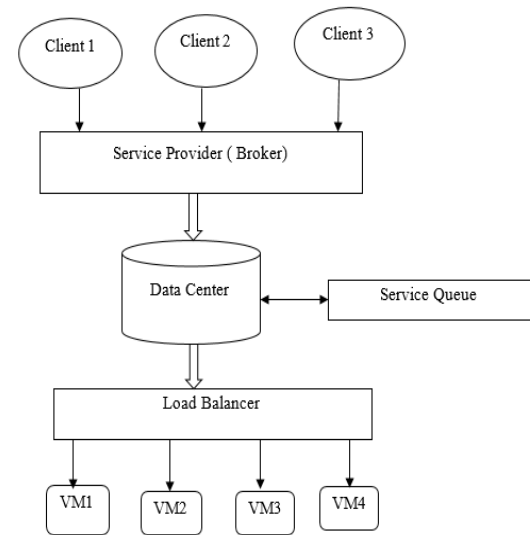 Client 1
Client 2
Client 3
Service Provider ( Broker)
Data Center
Service Queue
Load Balancer
VM1
VM2
VM3
VM4